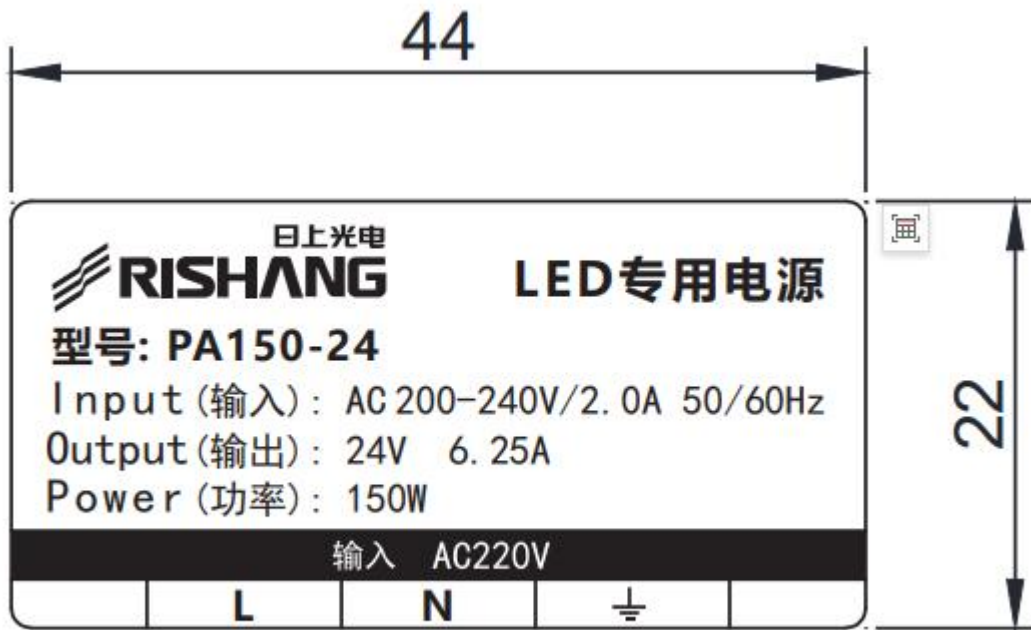 44
日上光电
RISHANG
LED专用电源
型号: PA150-24
Input(输入): AC 200-240V/2.0A 50/60Hz
Output(输出): 24V 6.25A
Power(功率): 150W
输入 AC220V
L N
22